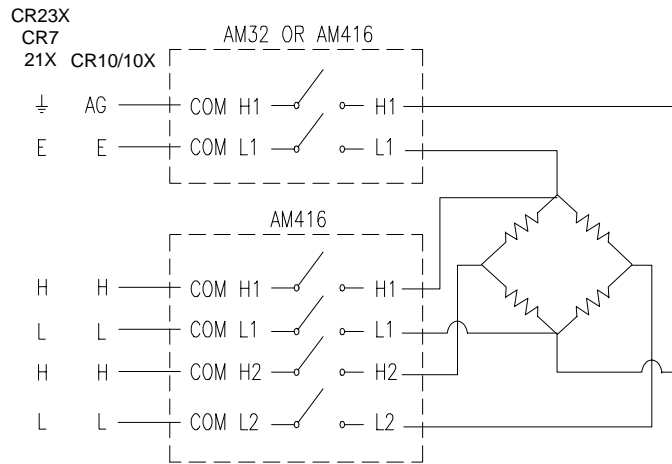 CR23X
CR7
21X CR10/10X
AM32 OR AM416
AG COM H1 H1
E E COM L1 L1
AM416
H H COM H1 H1
L L COM L1 L1
H H COM H2 H2
L L COM L2 L2